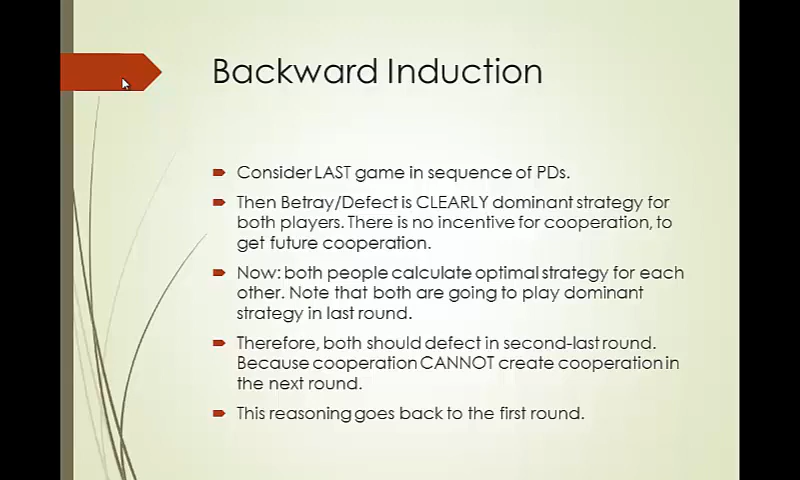 Backward Induction
Consider LAST game in sequence of PDs.
Then Betray/Defect is CLEARLY dominant strategy for
both players. There is no incentive for cooperation, to
get future cooperation.
Now: both people calculate optimal strategy for each
other. Note that both are going to play dominant
strategy in last round.
Therefore, both should defect in second-last round.
Because cooperation CANNOT create cooperation in
the next round.
This reasoning goes back to the first round.